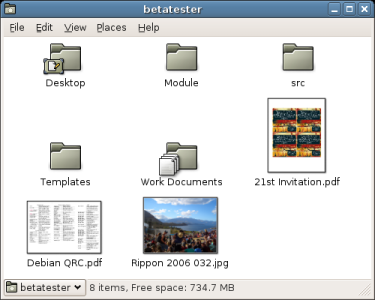 betatester
File Edit View Places Help
Desktop Module src
Templates Work Documents 21st Invitation.pdf
Debian QRC.pdf Rippon 2006 032.jpg
betatester 8 items, Free space: 734.7 MB